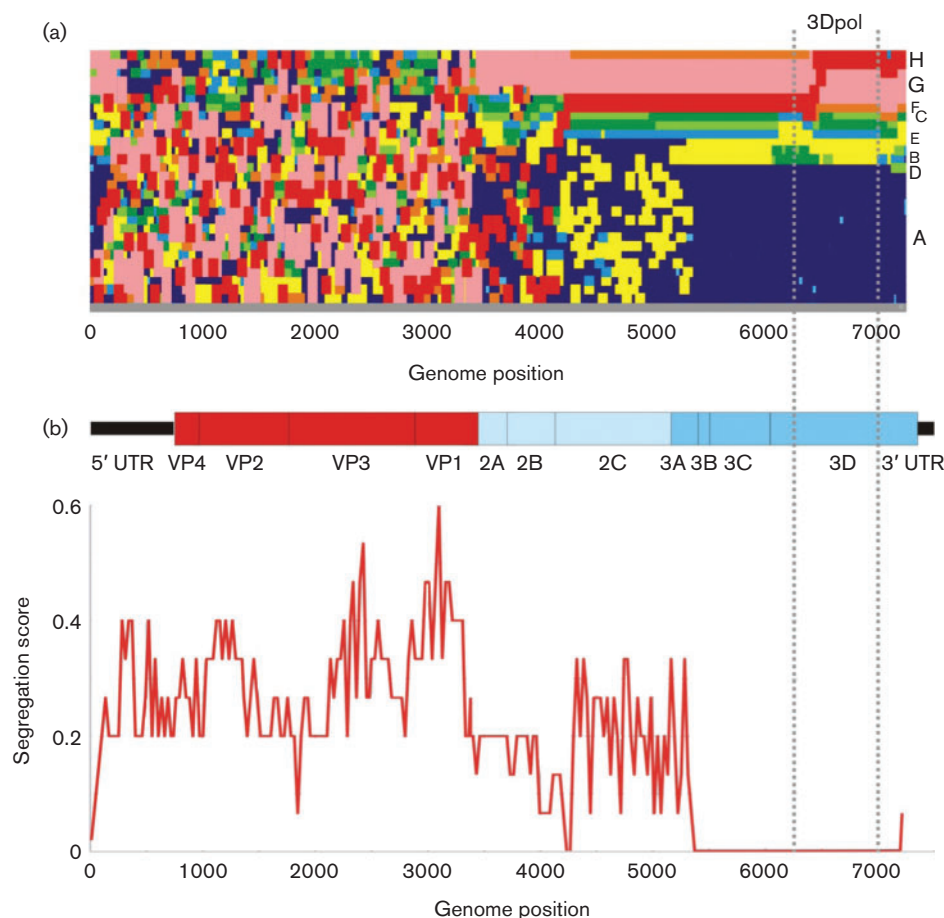 3Dpol
(a)
H
G
F
C
E
B
D
A
0 1000 2000 3000 4000 5000 6000 7000
Genome position
(b)
5′ UTR VP4 VP2 VP3 VP1 2A 2B 2C 3A 3B 3C 3D 3′ UTR
0.6
0.4
0.2
0
Segregation score
0 1000 2000 3000 4000 5000 6000 7000
Genome position